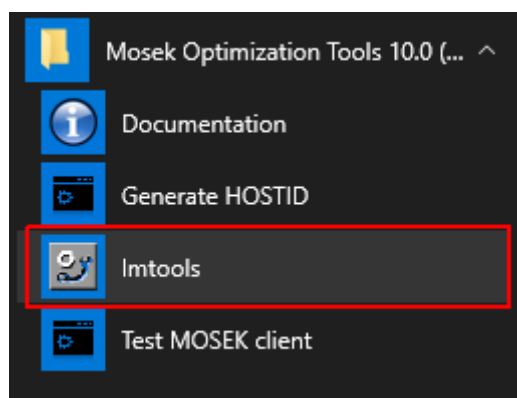 Mosek Optimization Tools 10.0 (...
Documentation
Generate HOSTID
lmtools
Test MOSEK client